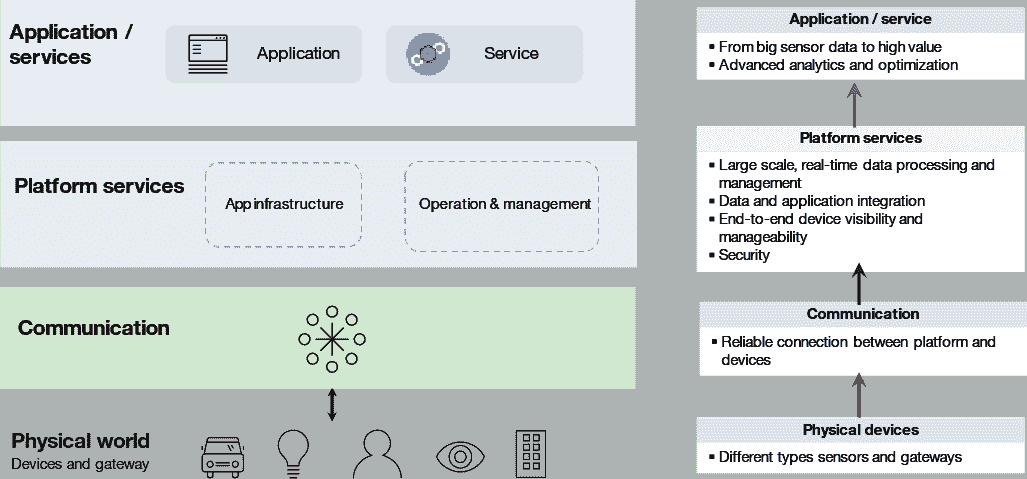 Application /
services
Application
Service
Platform services
App infrastructure
Operation & management
Communication
Physical world
Devices and gateway
Application / service
▪ From big sensor data to high value
▪ Advanced analytics and optimization
Platform services
▪ Large scale, real-time data processing and
management
▪ Data and application integration
▪ End-to-end device visibility and
manageability
▪ Security
Communication
▪ Reliable connection between platform and
devices
Physical devices
▪ Different types sensors and gateways